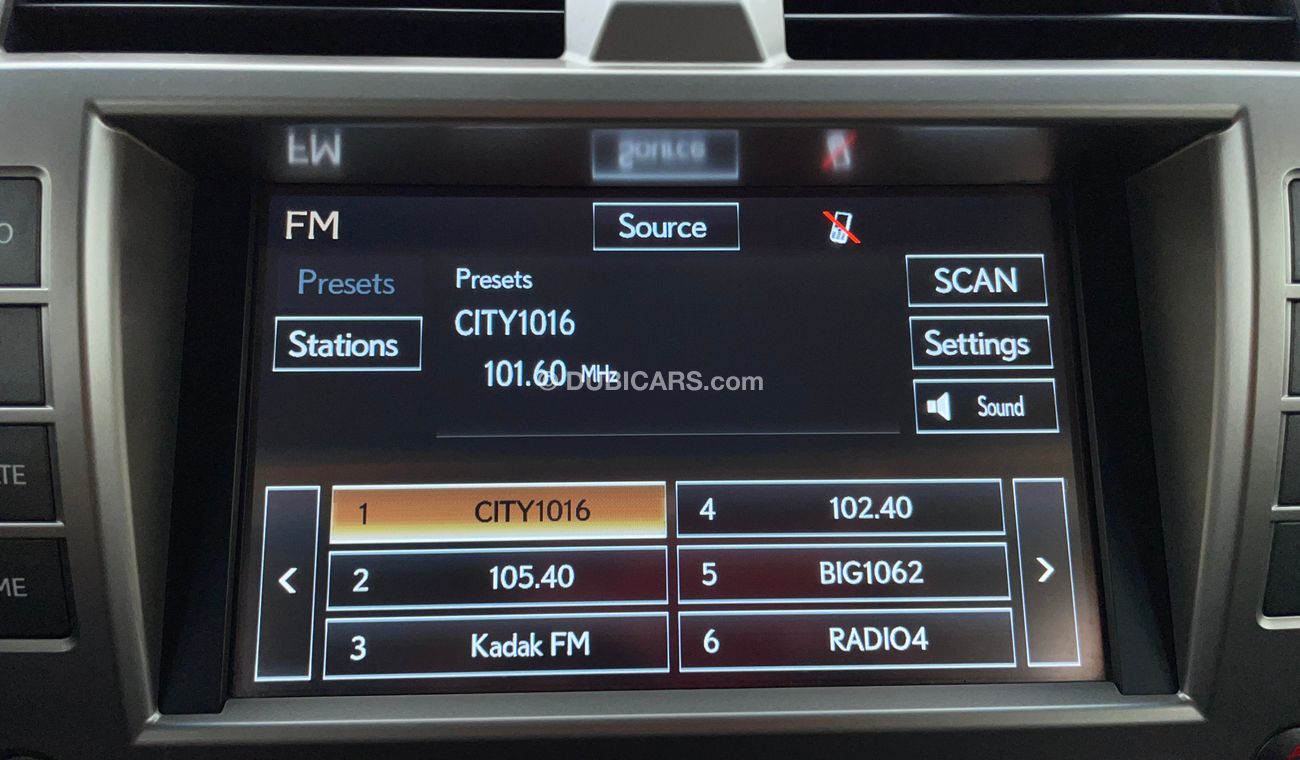 FM
Source
Presets
Presets
SCAN
CITY1016
Stations
Settings
101.60 MHz
© DUBICARS.com
Sound
1 CITY1016
4 102.40
2 105.40
5 BIG1062
3 Kadak FM
6 RADIO4